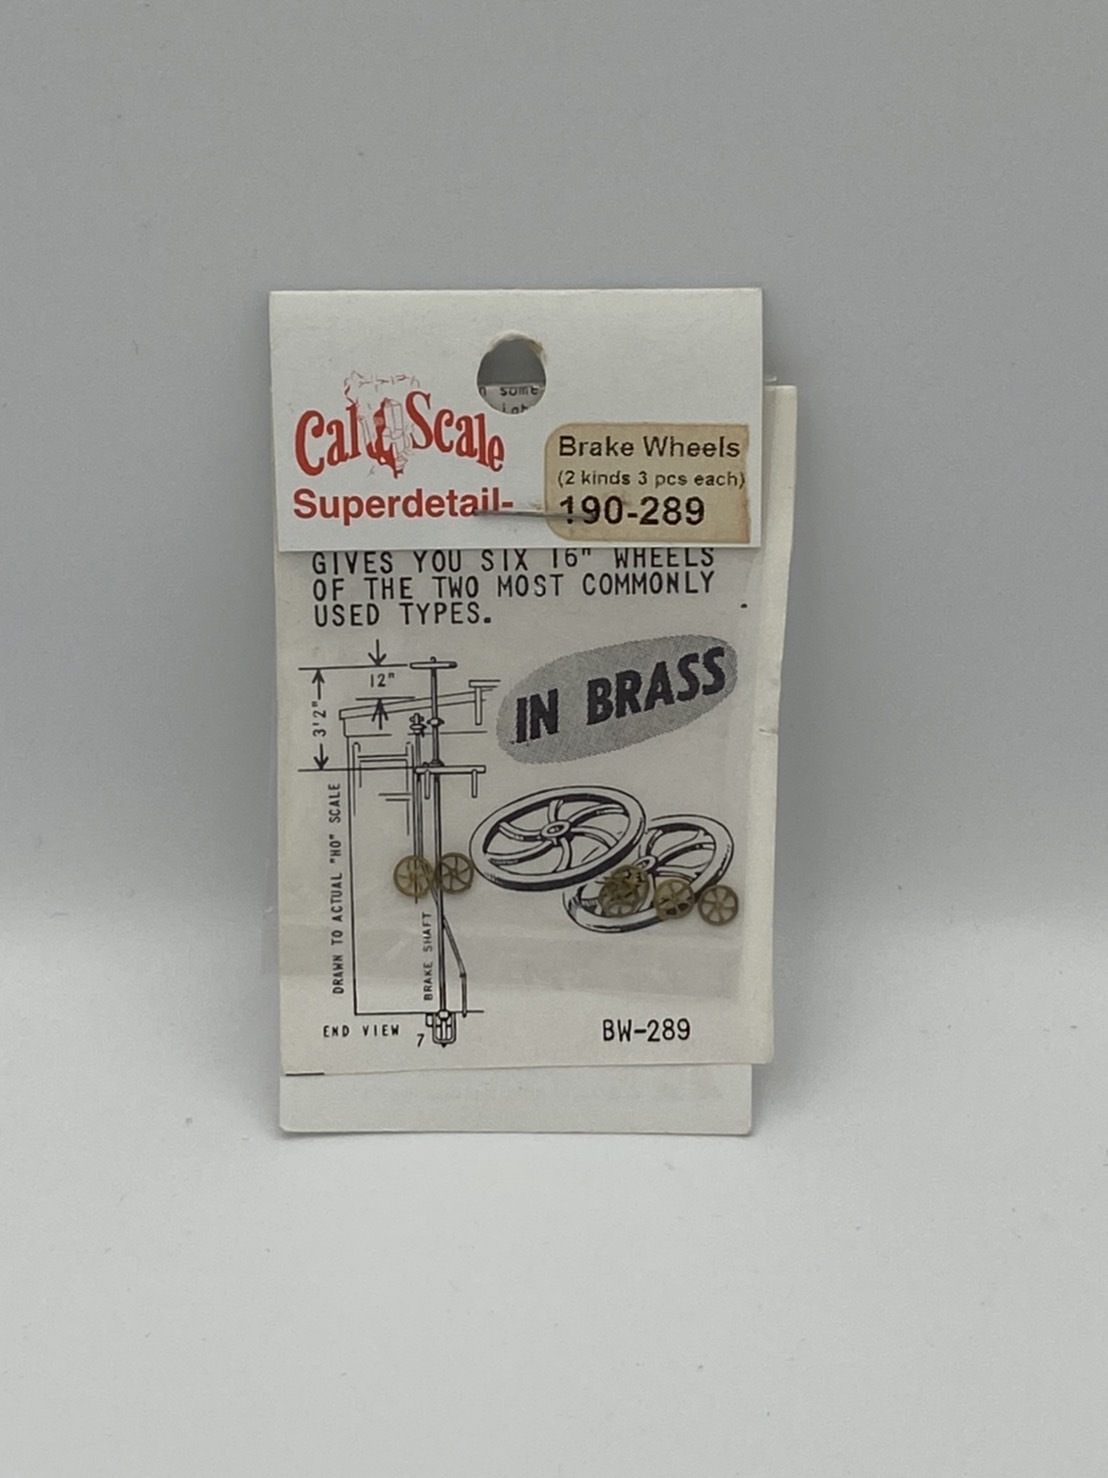 some
Cal Scale
Superdetail-
Brake Wheels
(2 kinds 3 pcs each)
190-289
GIVES YOU SIX 16" WHEELS
OF THE TWO MOST COMMONLY
USED TYPES.
IN BRASS
12"
3'2"
DRAWN TO ACTUAL "HO" SCALE
BRAKE SHAFT
END VIEW
7
BW-289